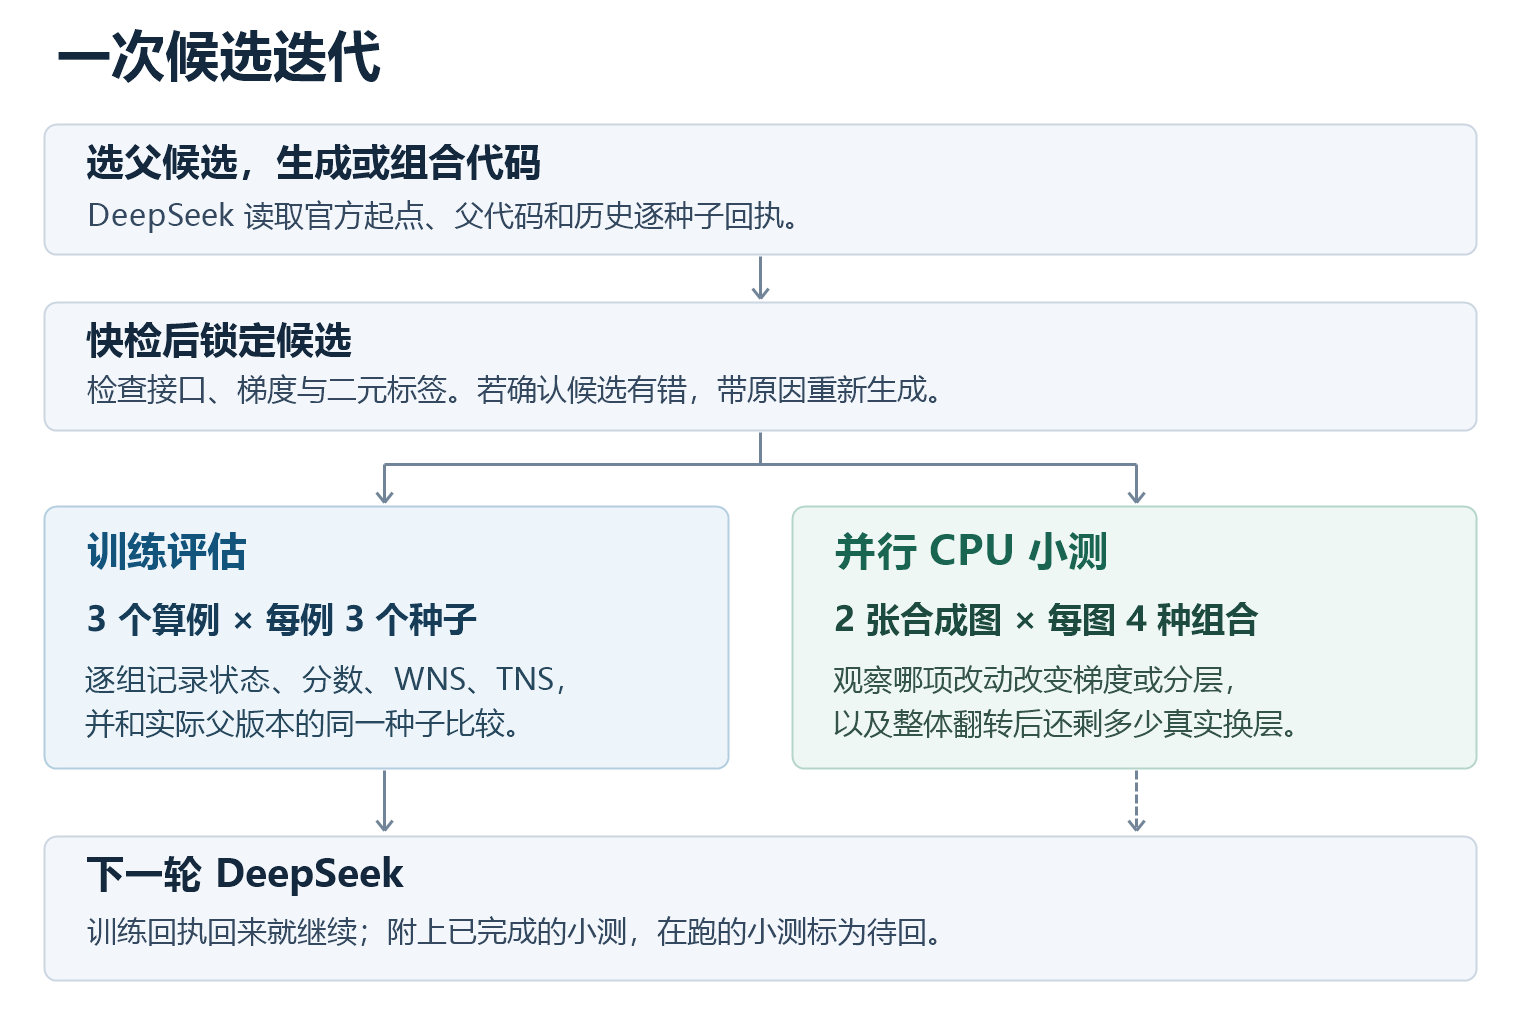 一次候选迭代
选父候选，生成或组合代码
DeepSeek 读取官方起点、父代码和历史逐种子回执。
快检后锁定候选
检查接口、梯度与二元标签。若确认候选有错，带原因重新生成。
训练评估
3 个算例 × 每例 3 个种子
逐组记录状态、分数、WNS、TNS，
并和实际父版本的同一种子比较。
并行 CPU 小测
2 张合成图 × 每图 4 种组合
观察哪项改动改变梯度或分层，
以及整体翻转后还剩多少真实换层。
下一轮 DeepSeek
训练回执回来就继续；附上已完成的小测，在跑的小测标为待回。